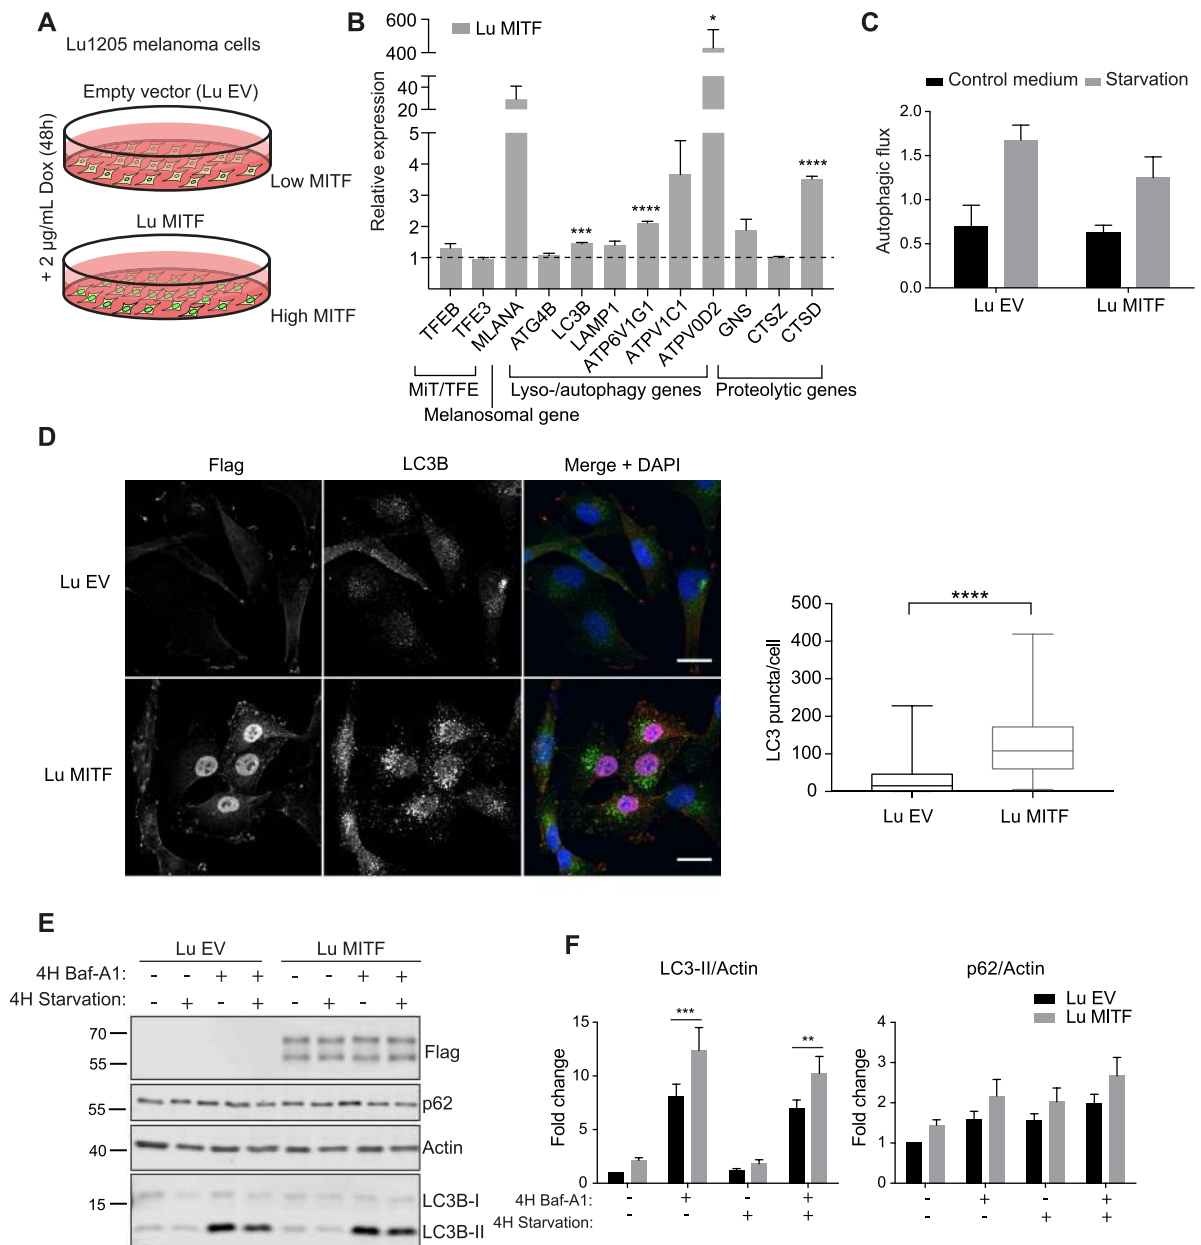 A
Lu1205 melanoma cells
Empty vector (Lu EV)
Low MITF
Lu MITF
High MITF
+ 2 µg/mL Dox (48h)
B
Lu MITF
Relative expression
600
400
40
20
5
4
3
2
1
*
***
****
****
TFEB
TFE3
MLANA
ATG4B
LC3B
LAMP1
ATP6V1G1
ATPV1C1
ATPV0D2
GNS
CTSZ
CTSD
MiT/TFE
Melanosomal gene
Lyso-/autophagy genes
Proteolytic genes
C
Control medium
Starvation
Autophagic flux
2.0
1.5
1.0
0.5
0.0
Lu EV
Lu MITF
D
Flag
LC3B
Merge + DAPI
Lu EV
Lu MITF
LC3 puncta/cell
500
400
300
200
100
0
****
Lu EV
Lu MITF
E
Lu EV
Lu MITF
4H Baf-A1: - - + + - - + +
4H Starvation: - + - + - + - +
70
55
Flag
55
p62
40
Actin
15
LC3B-I
LC3B-II
F
LC3-II/Actin
Fold change
15
10
5
0
***
**
4H Baf-A1: - + - +
4H Starvation: - - + +
p62/Actin
Lu EV
Lu MITF
Fold change
4
3
2
1
0
- + - +
- - + +